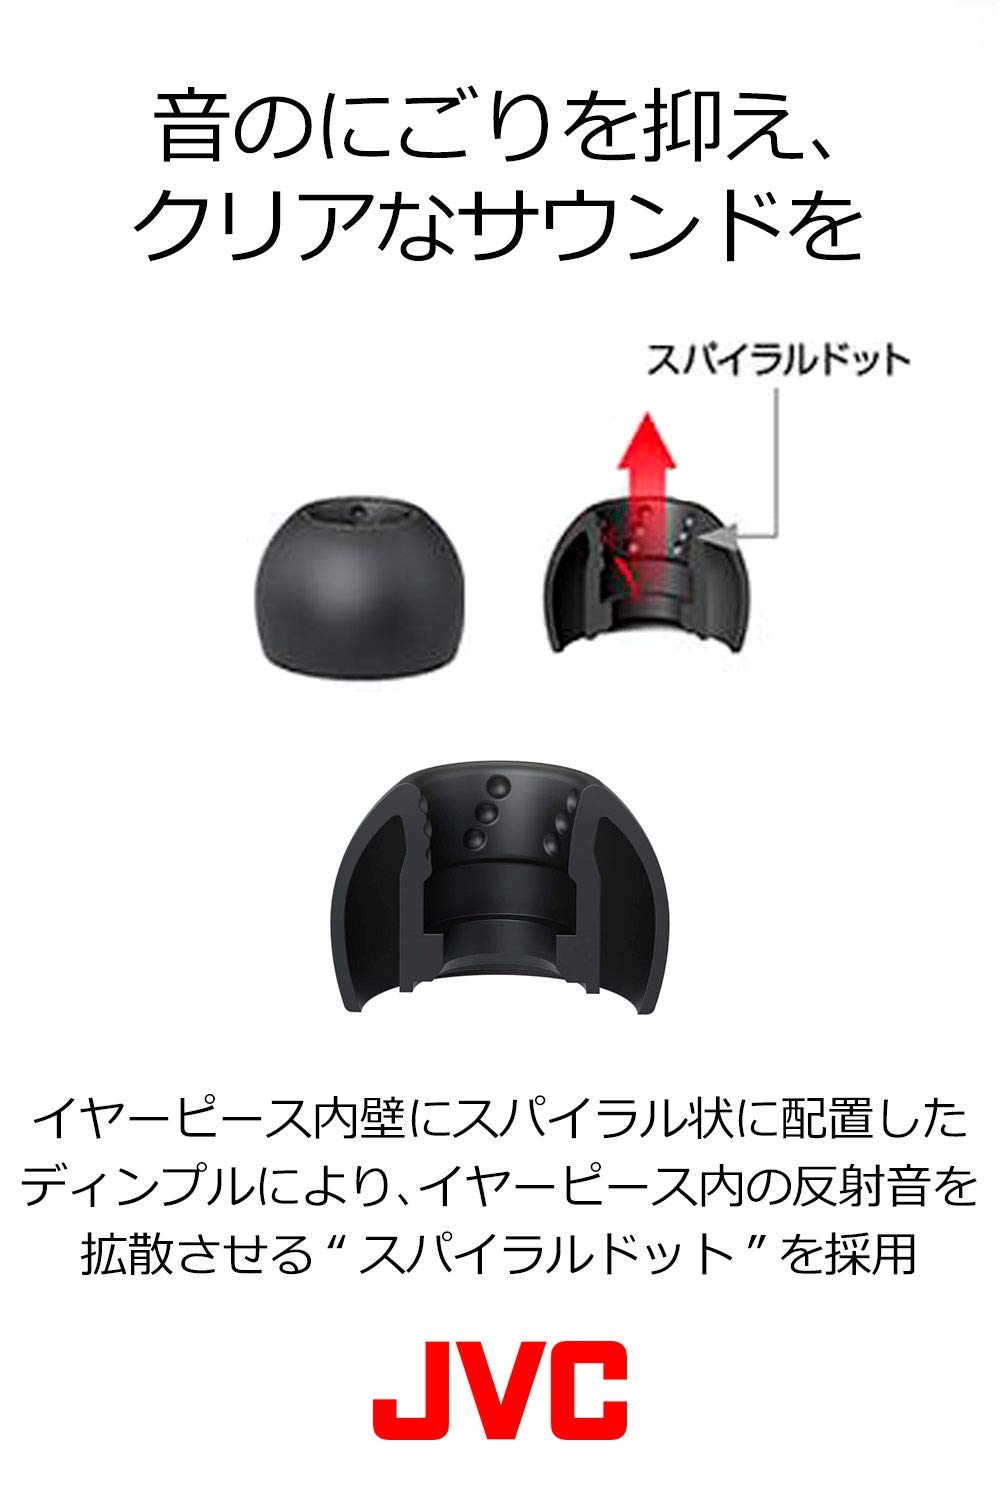 音のにごりを抑え、
クリアなサウンドを
スパイラルドット
イヤーピース内壁にスパイラル状に配置した
ディンプルにより、イヤーピース内の反射音を
拡散させる“スパイラルドット”を採用
JVC